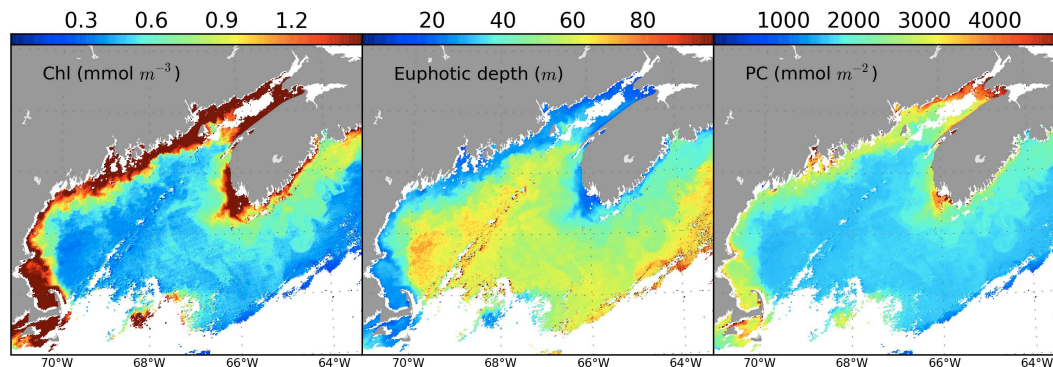 0.3 0.6 0.9 1.2 20 40 60 80 1000 2000 3000 4000
Chl (mmol m⁻³) Euphotic depth (m) PC (mmol m⁻²)
70°W 68°W 66°W 64°W 70°W 68°W 66°W 64°W 70°W 68°W 66°W 64°W